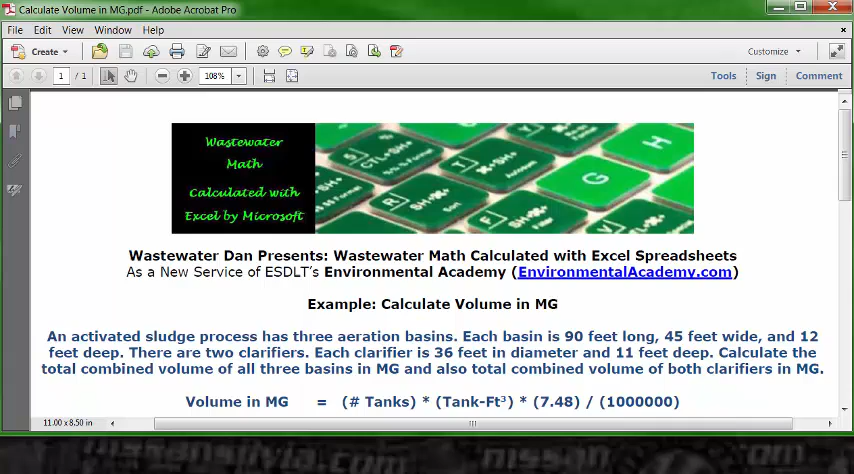 Calculate Volume in MG.pdf - Adobe Acrobat Pro
File Edit View Window Help
Create
Customize
1 / 1
108%
Tools Sign Comment
Wastewater
Math
Calculated with
Excel by Microsoft
Wastewater Dan Presents: Wastewater Math Calculated with Excel Spreadsheets
As a New Service of ESDLT's Environmental Academy (EnvironmentalAcademy.com)
Example: Calculate Volume in MG
An activated sludge process has three aeration basins. Each basin is 90 feet long, 45 feet wide, and 12
feet deep. There are two clarifiers. Each clarifier is 36 feet in diameter and 11 feet deep. Calculate the
total combined volume of all three basins in MG and also total combined volume of both clarifiers in MG.
Volume in MG = (# Tanks) * (Tank-Ft³) * (7.48) / (1000000)
11.00 x 8.50 in